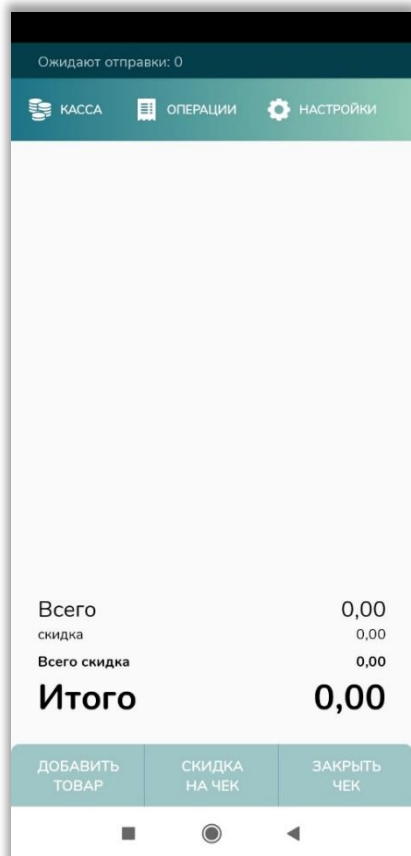 Ожидают отправки: 0
КАССА ОПЕРАЦИИ НАСТРОЙКИ
Всего 0,00
скидка 0,00
Всего скидка 0,00
Итого 0,00
ДОБАВИТЬ ТОВАР
СКИДКА НА ЧЕК
ЗАКРЫТЬ ЧЕК